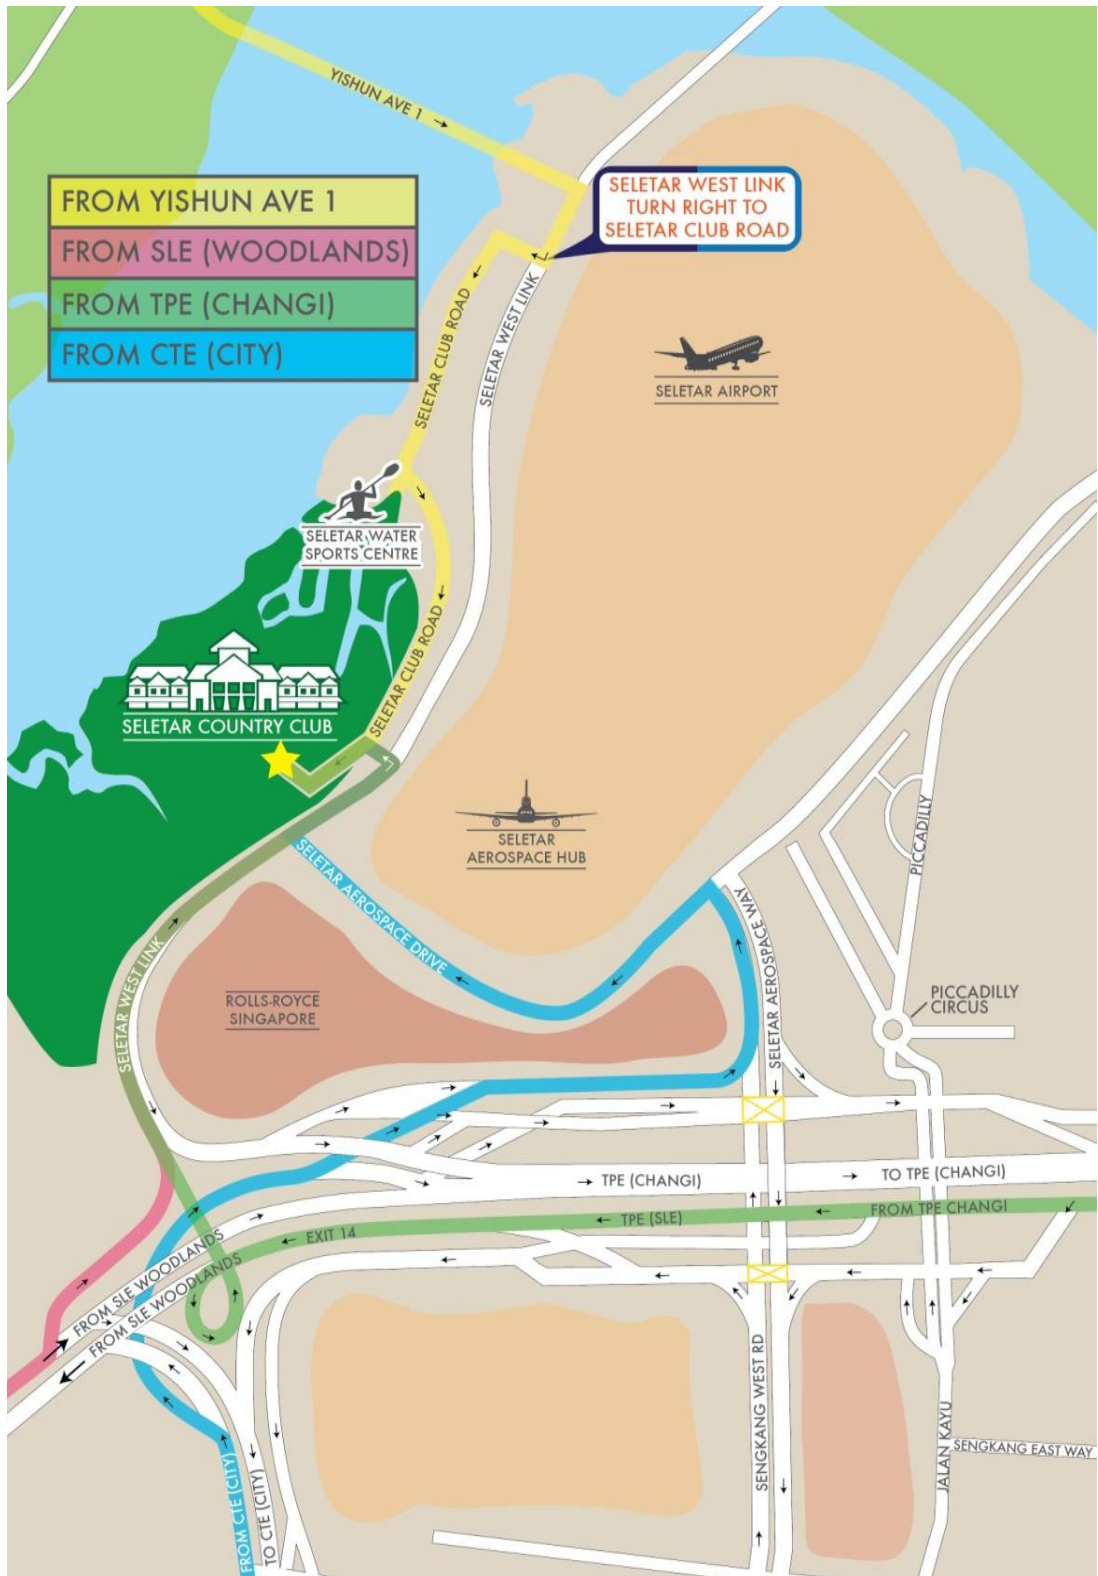 YISHUN AVE 1
FROM YISHUN AVE 1
FROM SLE (WOODLANDS)
FROM TPE (CHANGI)
FROM CTE (CITY)
SELETAR WEST LINK
TURN RIGHT TO
SELETAR CLUB ROAD
SELETAR CLUB ROAD
SELETAR WEST LINK
SELETAR AIRPORT
SELETAR WATER
SPORTS CENTRE
SELETAR CLUB ROAD
SELETAR COUNTRY CLUB
SELETAR
AEROSPACE HUB
PICCADILLY
SELETAR AEROSPACE DRIVE
SELETAR AEROSPACE WAY
SELETAR WEST LINK
ROLLS-ROYCE
SINGAPORE
PICCADILLY
CIRCUS
TPE (CHANGI)
TO TPE (CHANGI)
FROM TPE CHANGI
TPE (SLE)
EXIT 14
FROM SLE WOODLANDS
FROM SLE WOODLANDS
SENGKANG WEST RD
JALAN KAYU
SENGKANG EAST WAY
FROM CTE (CITY)
TO CTE (CITY)